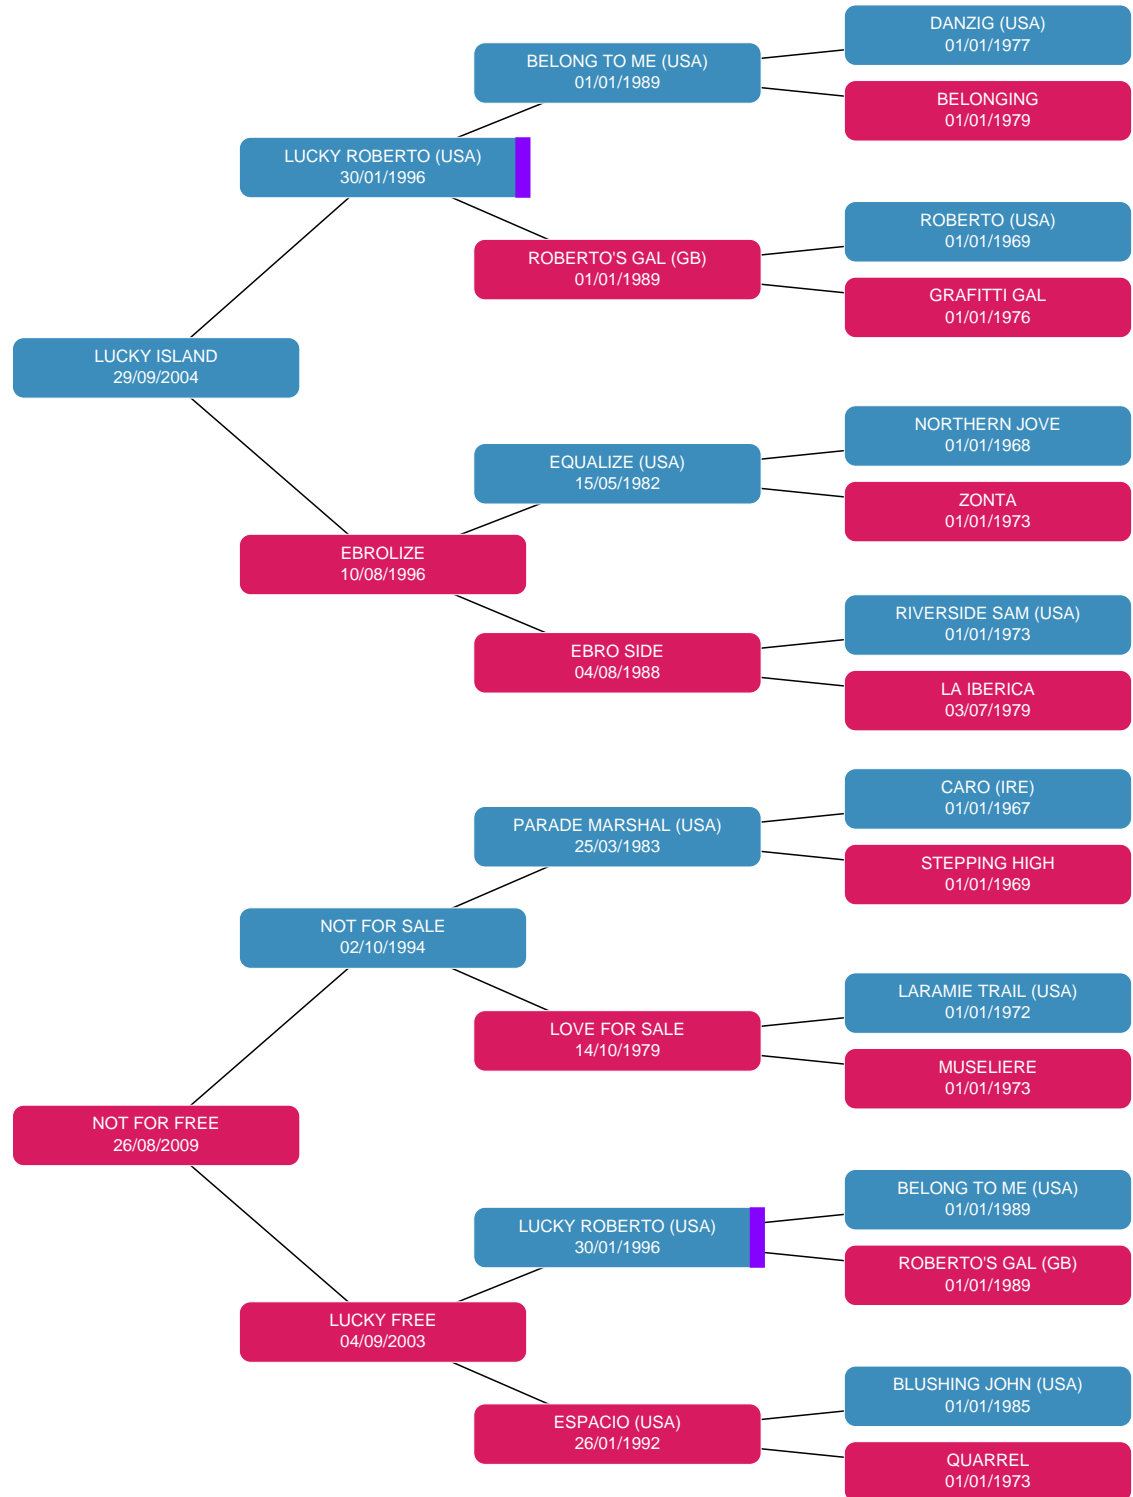 DANZIG (USA)
01/01/1977
BELONG TO ME (USA)
01/01/1989
BELONGING
01/01/1979
LUCKY ROBERTO (USA)
30/01/1996
ROBERTO (USA)
01/01/1969
ROBERTO'S GAL (GB)
01/01/1989
GRAFITTI GAL
01/01/1976
LUCKY ISLAND
29/09/2004
NORTHERN JOVE
01/01/1968
EQUALIZE (USA)
15/05/1982
ZONTA
01/01/1973
EBROLIZE
10/08/1996
RIVERSIDE SAM (USA)
01/01/1973
EBRO SIDE
04/08/1988
LA IBERICA
03/07/1979
CARO (IRE)
01/01/1967
PARADE MARSHAL (USA)
25/03/1983
STEPPING HIGH
01/01/1969
NOT FOR SALE
02/10/1994
LARAMIE TRAIL (USA)
01/01/1972
LOVE FOR SALE
14/10/1979
MUSELIERE
01/01/1973
NOT FOR FREE
26/08/2009
BELONG TO ME (USA)
01/01/1989
LUCKY ROBERTO (USA)
30/01/1996
ROBERTO'S GAL (GB)
01/01/1989
LUCKY FREE
04/09/2003
BLUSHING JOHN (USA)
01/01/1985
ESPACIO (USA)
26/01/1992
QUARREL
01/01/1973